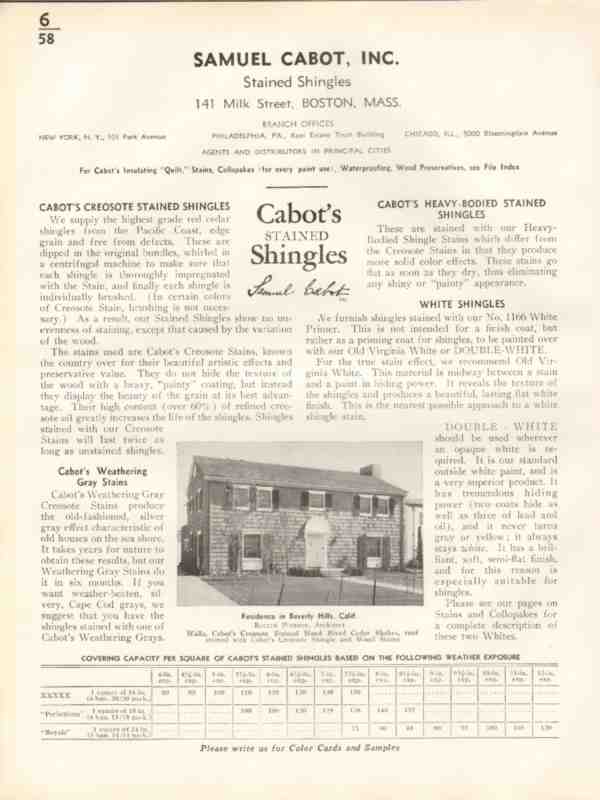 6
58
SAMUEL CABOT, INC.
Stained Shingles
141 Milk Street, BOSTON, MASS.
BRANCH OFFICES
NEW YORK, N. Y., 101 Park Avenue
PHILADELPHIA, PA., Real Estate Trust Building
CHICAGO, ILL., 5000 Bloomingdale Avenue
AGENTS AND DISTRIBUTORS IN PRINCIPAL CITIES
For Cabot's Insulating "Quilt," Stains, Collopakes (for every paint use), Waterproofing, Wood Preservatives, see File Index
CABOT'S CREOSOTE STAINED SHINGLES
We supply the highest grade red cedar
shingles from the Pacific Coast, edge
grain and free from defects. These are
dipped in the original bundles, whirled in
a centrifugal machine to make sure that
each shingle is thoroughly impregnated
with the Stain, and finally each shingle is
individually brushed. (In certain colors
of Creosote Stain, brushing is not neces-
sary.) As a result, our Stained Shingles show no un-
evenness of staining, except that caused by the variation
of the wood.
The stains used are Cabot's Creosote Stains, known
the country over for their beautiful artistic effects and
preservative value. They do not hide the texture of
the wood with a heavy, "painty" coating, but instead
they display the beauty of the grain at its best advan-
tage. Their high content (over 60%) of refined creo-
sote oil greatly increases the life of the shingles. Shingles
stained with our Creosote
Stains will last twice as
long as unstained shingles.
Cabot's Weathering
Gray Stains
Cabot's Weathering Gray
Creosote Stains produce
the old-fashioned, silver
gray effect characteristic of
old houses on the sea shore.
It takes years for nature to
obtain these results, but our
Weathering Gray Stains do
it in six months. If you
want weather-beaten, sil-
very, Cape Cod grays, we
suggest that you have the
shingles stained with one of
Cabot's Weathering Grays.
Cabot's
STAINED
Shingles
Samuel Cabot
Inc.
CABOT'S HEAVY-BODIED STAINED
SHINGLES
These are stained with our Heavy-
Bodied Shingle Stains which differ from
the Creosote Stains in that they produce
more solid color effects. These stains go
flat as soon as they dry, thus eliminating
any shiny or "painty" appearance.
WHITE SHINGLES
We furnish shingles stained with our No. 1166 White
Primer. This is not intended for a finish coat, but
rather as a priming coat for shingles, to be painted over
with our Old Virginia White or DOUBLE-WHITE.
For the true stain effect, we recommend Old Vir-
ginia White. This material is midway between a stain
and a paint in hiding power. It reveals the texture of
the shingles and produces a beautiful, lasting flat white
finish. This is the nearest possible approach to a white
shingle stain.
DOUBLE - WHITE
should be used wherever
an opaque white is re-
quired. It is our standard
outside white paint, and is
a very superior product. It
has tremendous hiding
power (two coats hide as
well as three of lead and
oil), and it never turns
gray or yellow; it always
stays white. It has a bril-
liant, soft, semi-flat finish,
and for this reason is
especially suitable for
shingles.
Please see our pages on
Stains and Collopakes for
a complete description of
these two Whites.
Residence in Beverly Hills, Calif.
Architect
Walls, Cabot's Creosote Stained Hand Rived Cedar Shakes, roof
stained with Cabot's Creosote Shingle and Wood Stains
COVERING CAPACITY PER SQUARE OF CABOT'S STAINED SHINGLES BASED ON THE FOLLOWING WEATHER EXPOSURE
XXXXX
"Perfections"
"Royals"
Please write us for Color Cards and Samples